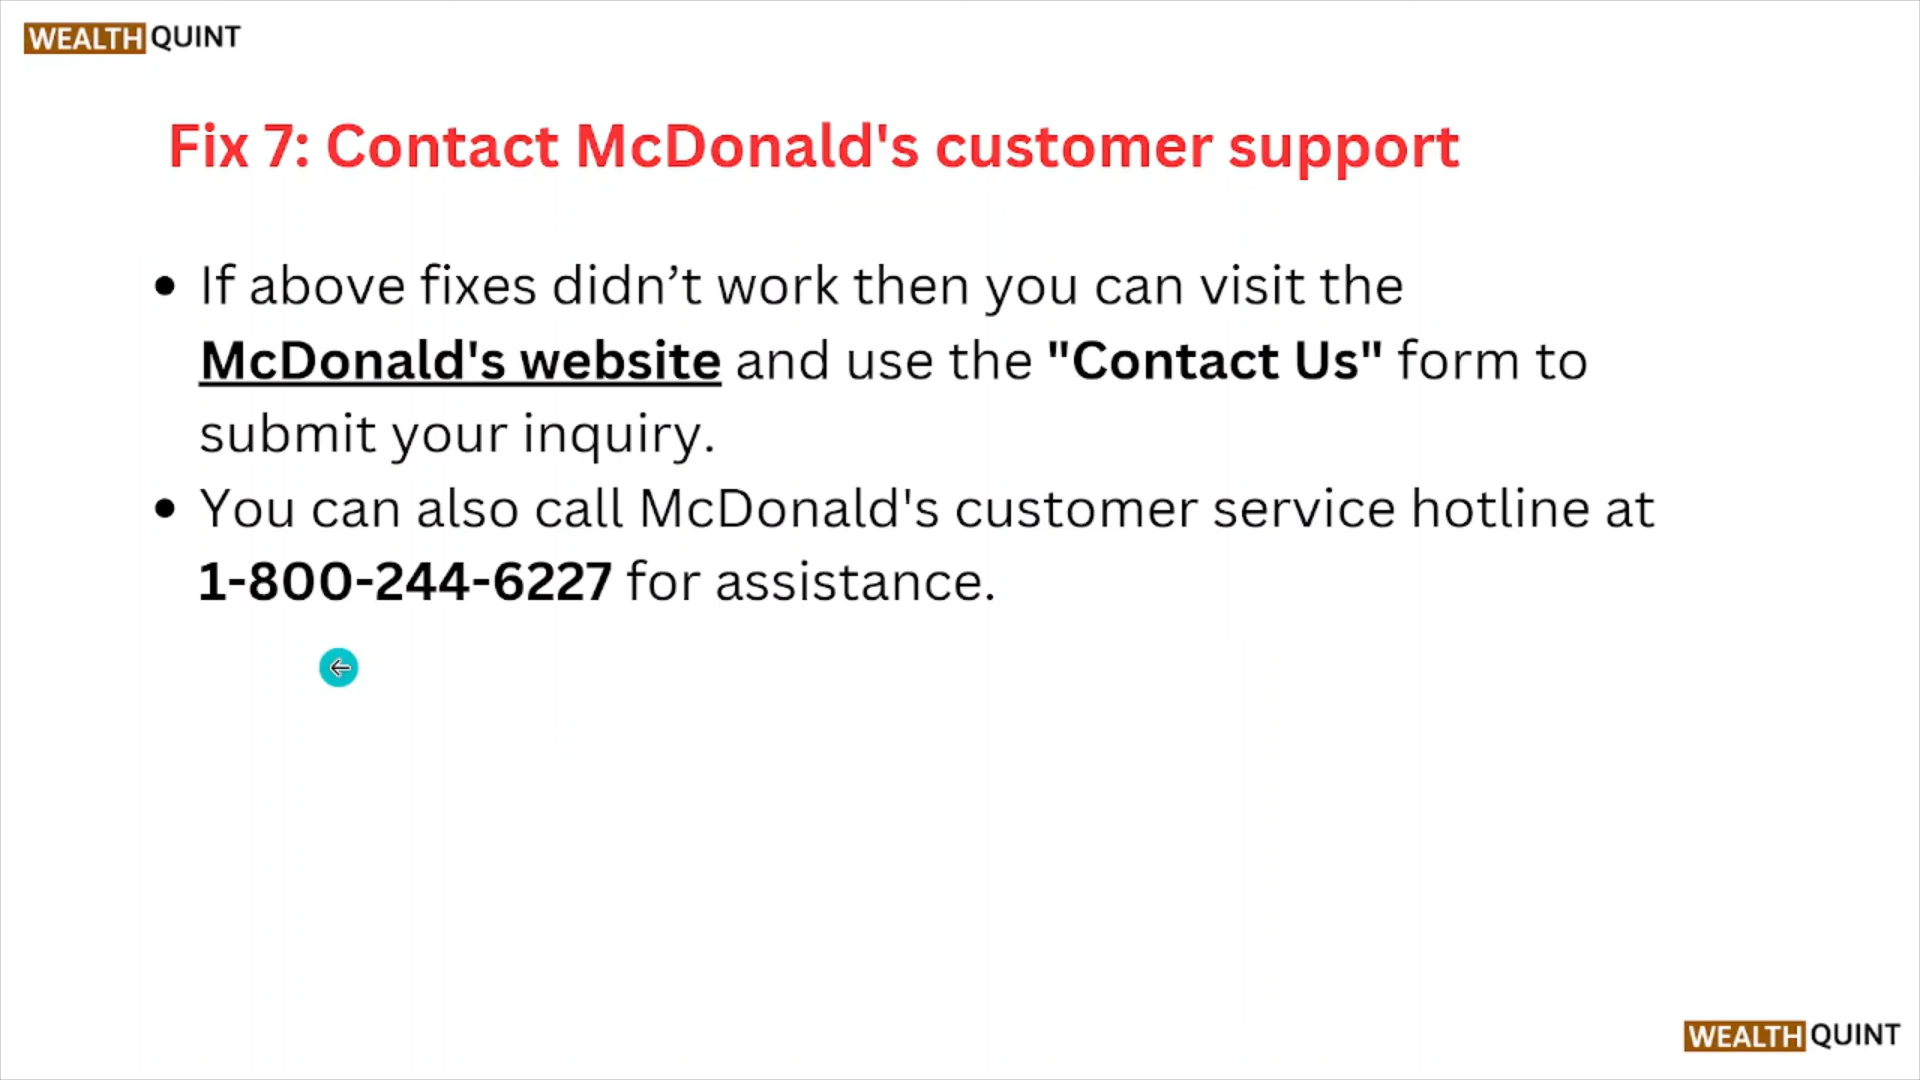 WEALTH QUINT
Fix 7: Contact McDonald's customer support
• If above fixes didn’t work then you can visit the
McDonald's website and use the "Contact Us" form to
submit your inquiry.
• You can also call McDonald's customer service hotline at
1-800-244-6227 for assistance.
WEALTH QUINT